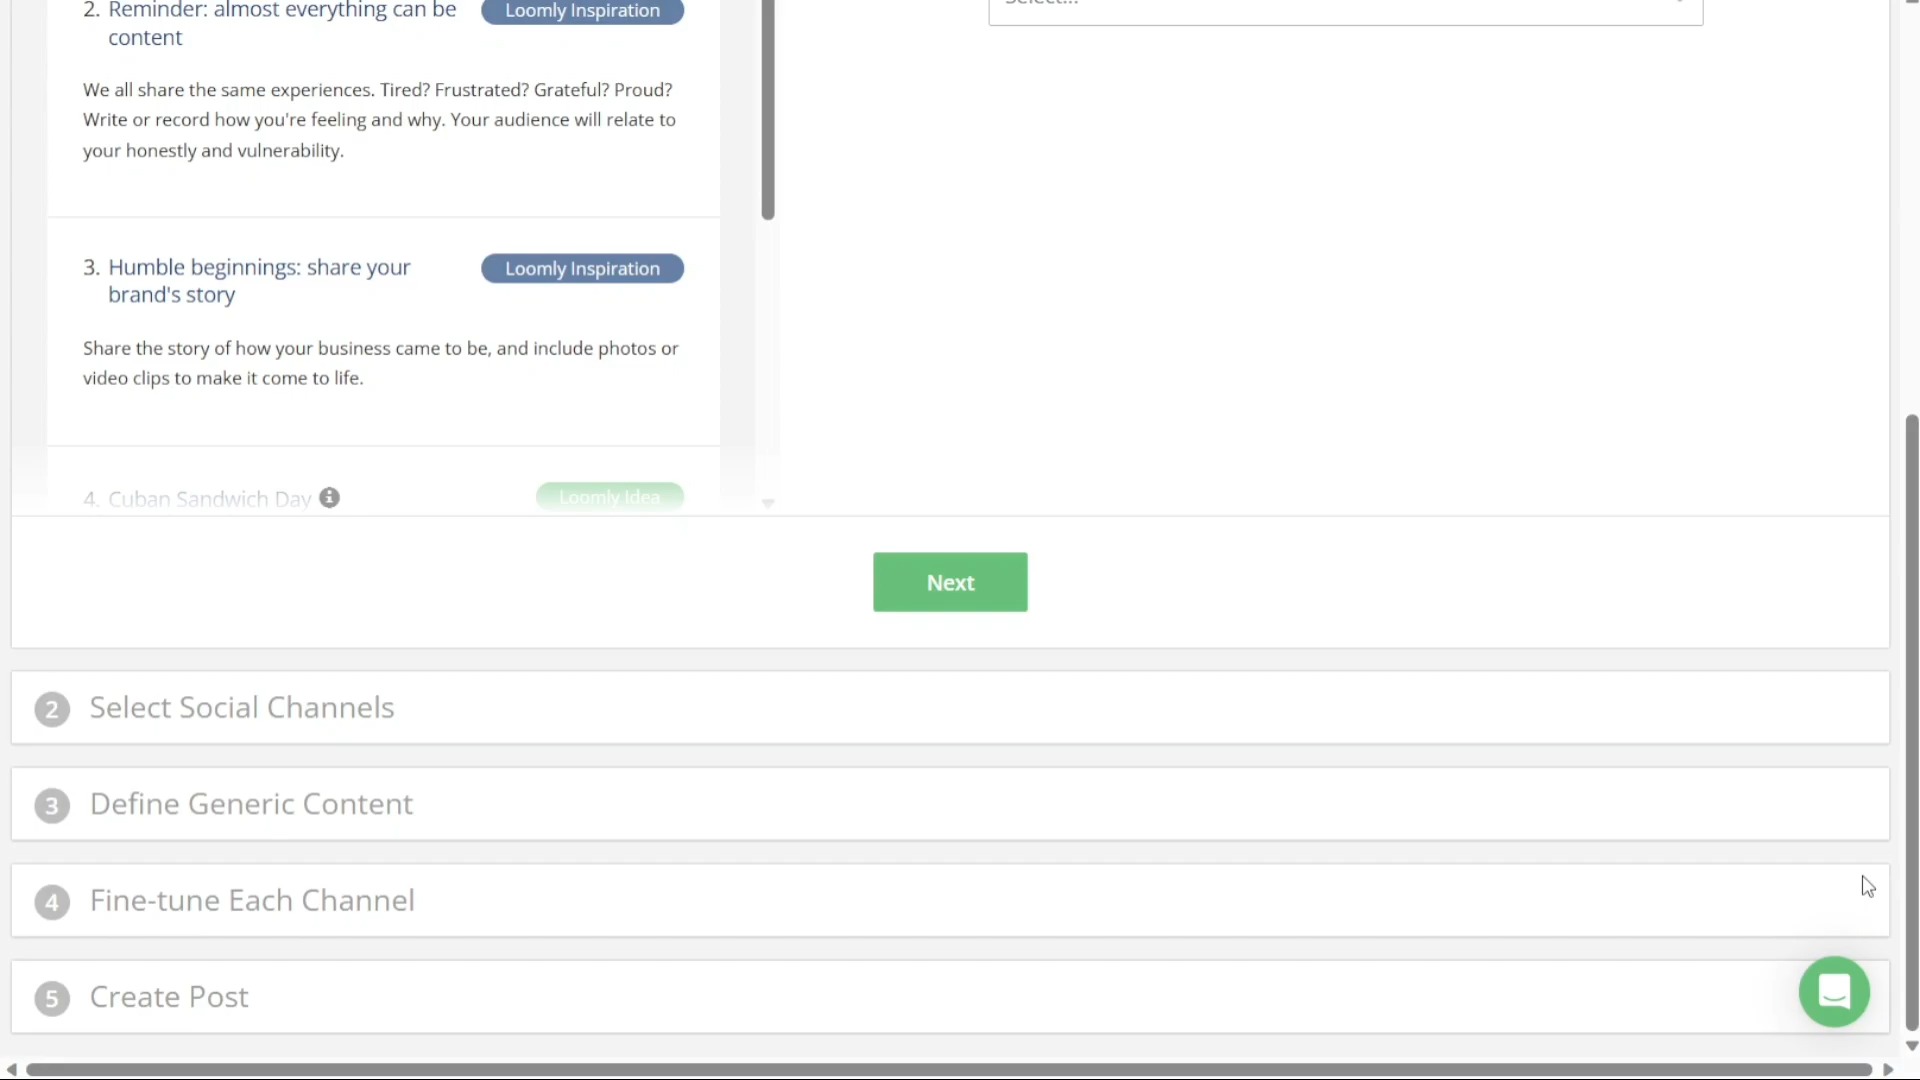 2. Reminder: almost everything can be
content
Loomly Inspiration
Select...
We all share the same experiences. Tired? Frustrated? Grateful? Proud?
Write or record how you're feeling and why. Your audience will relate to
your honestly and vulnerability.
3. Humble beginnings: share your
brand's story
Loomly Inspiration
Share the story of how your business came to be, and include photos or
video clips to make it come to life.
4. Cuban Sandwich Day
Loomly Idea
Next
2 Select Social Channels
3 Define Generic Content
4 Fine-tune Each Channel
5 Create Post